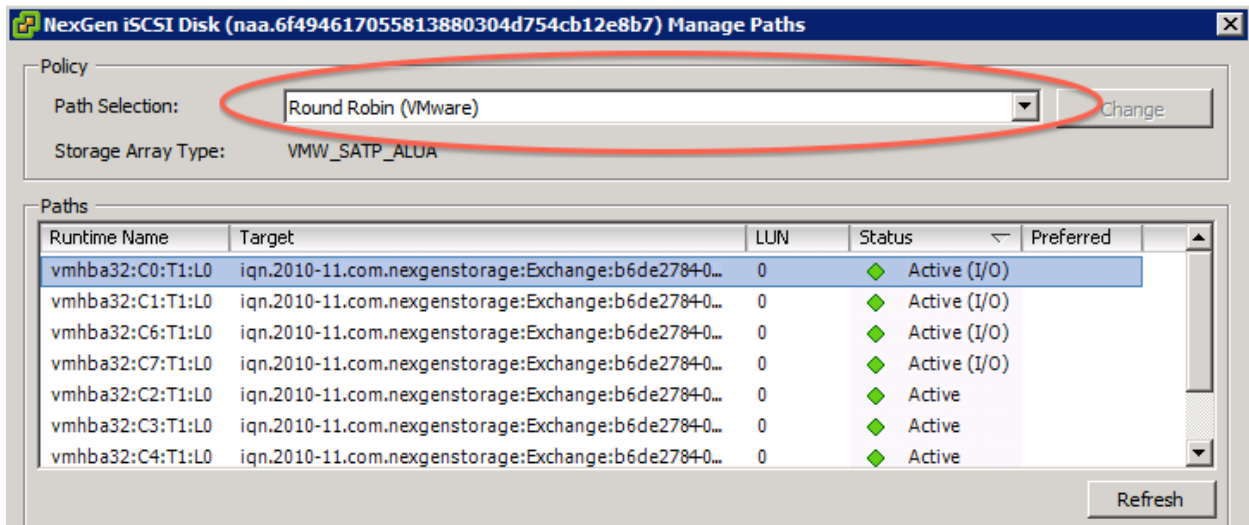 NexGen iSCSI Disk (naa.6f494617055813880304d754cb12e8b7) Manage Paths
Policy
Path Selection: Round Robin (VMware) Change
Storage Array Type: VMW_SATP_ALUA
Paths
Runtime Name Target LUN Status Preferred
vmhba32:C0:T1:L0 iqn.2010-11.com.nexgenstorage:Exchange:b6de2784-0... 0 Active (I/O)
vmhba32:C1:T1:L0 iqn.2010-11.com.nexgenstorage:Exchange:b6de2784-0... 0 Active (I/O)
vmhba32:C6:T1:L0 iqn.2010-11.com.nexgenstorage:Exchange:b6de2784-0... 0 Active (I/O)
vmhba32:C7:T1:L0 iqn.2010-11.com.nexgenstorage:Exchange:b6de2784-0... 0 Active (I/O)
vmhba32:C2:T1:L0 iqn.2010-11.com.nexgenstorage:Exchange:b6de2784-0... 0 Active
vmhba32:C3:T1:L0 iqn.2010-11.com.nexgenstorage:Exchange:b6de2784-0... 0 Active
vmhba32:C4:T1:L0 iqn.2010-11.com.nexgenstorage:Exchange:b6de2784-0... 0 Active
Refresh